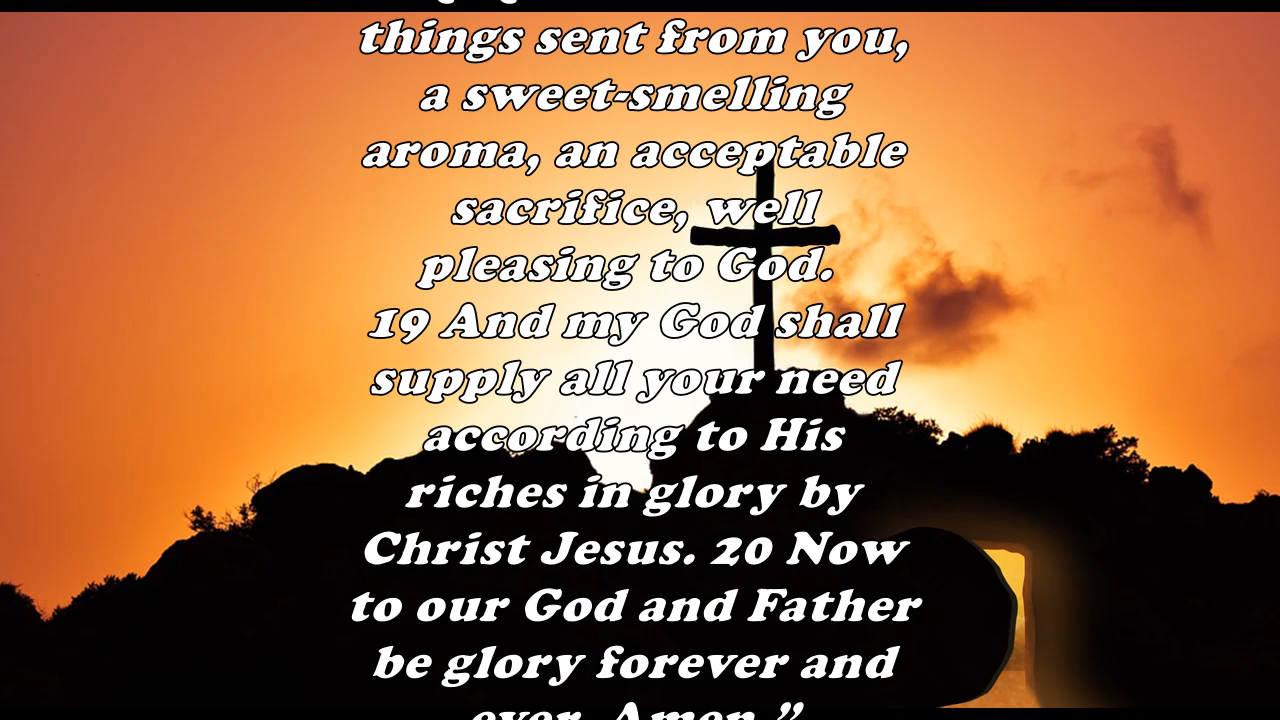 things sent from you,
a sweet-smelling
aroma, an acceptable
sacrifice, well
pleasing to God.
19 And my God shall
supply all your need
according to His
riches in glory by
Christ Jesus. 20 Now
to our God and Father
be glory forever and
ever. Amen.”